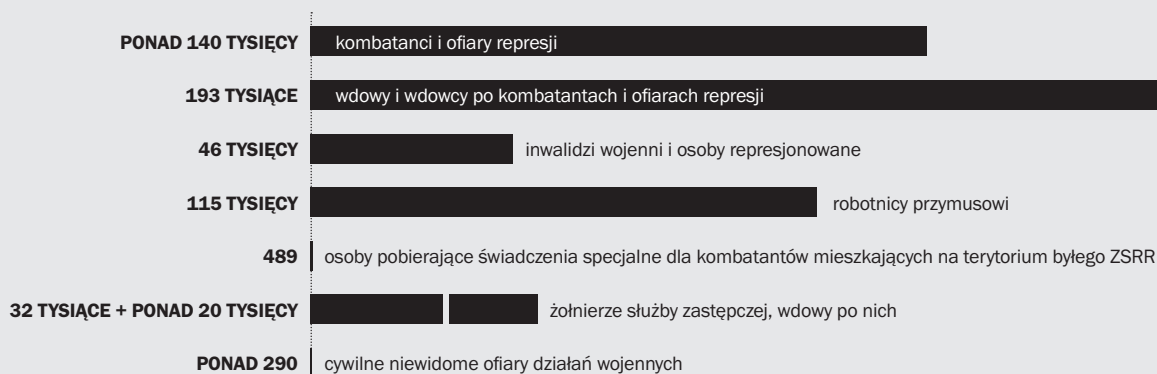 PONAD 140 TYSIĘCY kombatanci i ofiary represji
193 TYSIĄCE wdowy i wdowcy po kombatantach i ofiarach represji
46 TYSIĘCY inwalidzi wojenni i osoby represjonowane
115 TYSIĘCY robotnicy przymusowi
489 osoby pobierające świadczenia specjalne dla kombatantów mieszkających na terytorium byłego ZSRR
32 TYSIĄCE + PONAD 20 TYSIĘCY żołnierze służby zastępczej, wdowy po nich
PONAD 290 cywilne niewidome ofiary działań wojennych